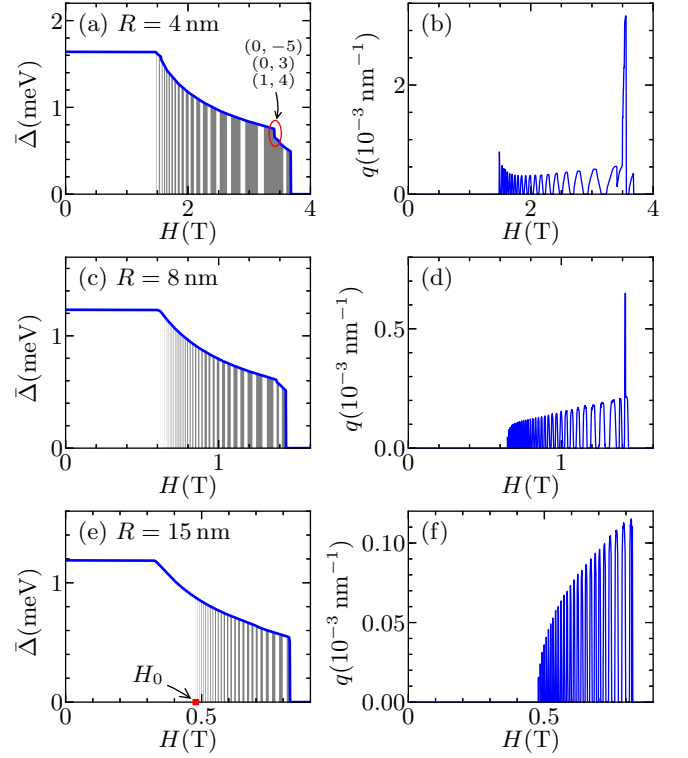 (a) R = 4 nm
(0, −5)
(0, 3)
(1, 4)
Δ̄(meV)
2
1
0
0
2
4
H(T)
(b)
q(10⁻³ nm⁻¹)
2
0
0
2
4
H(T)
(c) R = 8 nm
Δ̄(meV)
1
0
0
1
H(T)
(d)
q(10⁻³ nm⁻¹)
0.5
0.0
0
1
H(T)
(e) R = 15 nm
H₀
Δ̄(meV)
1
0
0
0.5
H(T)
(f)
q(10⁻³ nm⁻¹)
0.10
0.05
0.00
0
0.5
H(T)